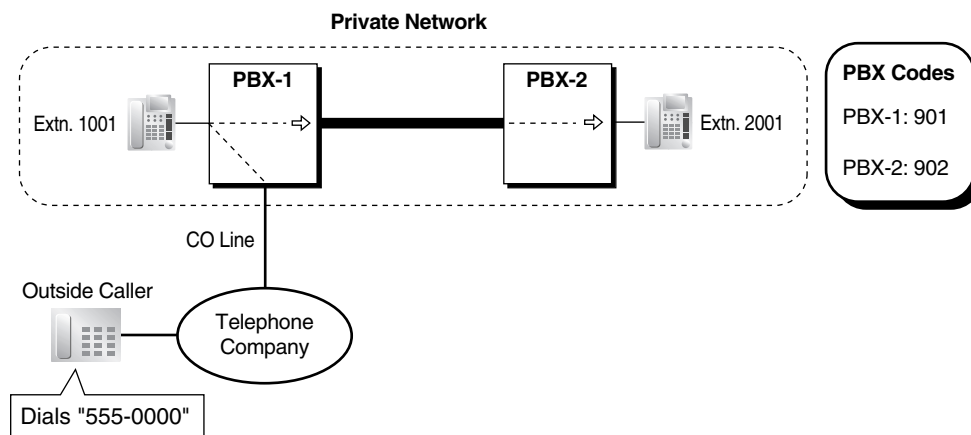 Private Network
PBX-1
PBX-2
Extn. 1001
Extn. 2001
PBX Codes
PBX-1: 901
PBX-2: 902
CO Line
Outside Caller
Telephone
Company
Dials "555-0000"